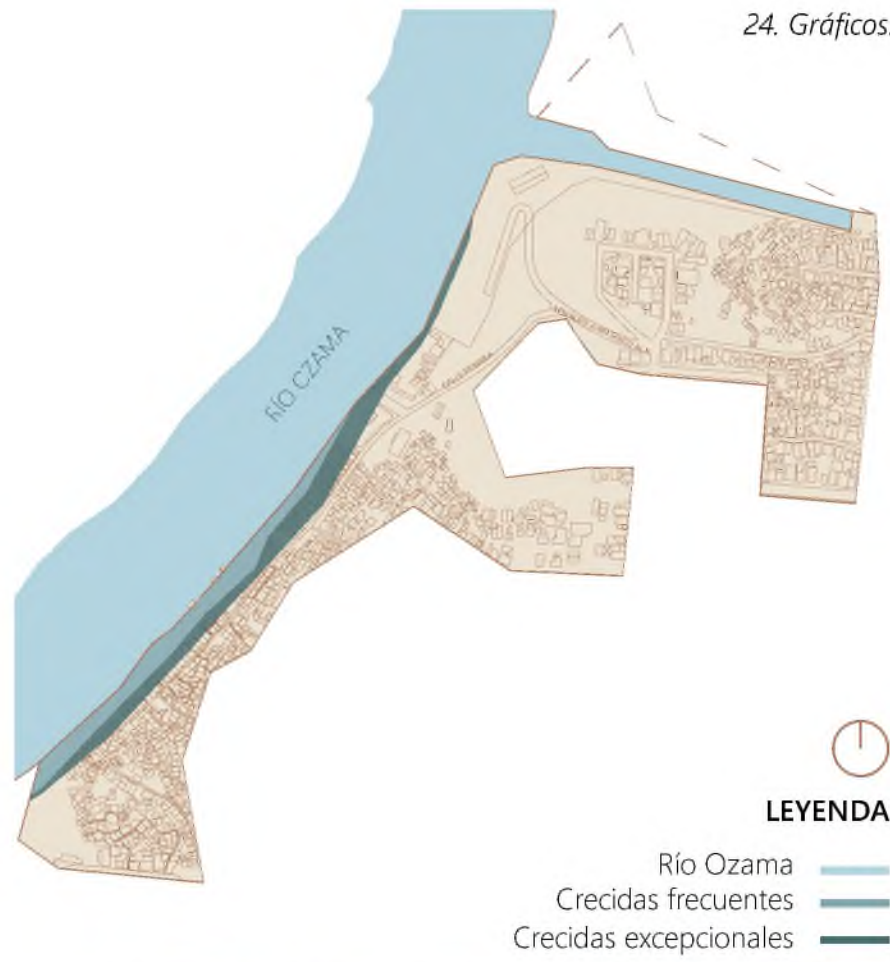 24. Gráficos.
RÍO OZAMA
LEYENDA
Río Ozama
Crecidas frecuentes
Crecidas excepcionales